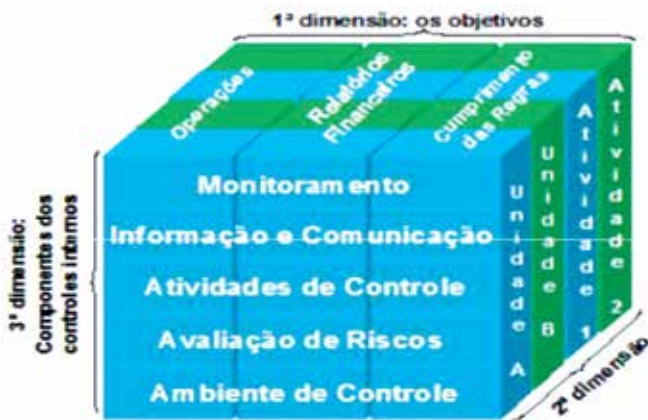 1ª dimensão: os objetivos
Operações
Relatórios
Financeiros
Cumprimento
das Regras
Monitoramento
Informação e Comunicação
Atividades de Controle
Avaliação de Riscos
Ambiente de Controle
Unidade A
Unidade B
Atividade 1
Atividade 2
3ª dimensão:
Componentes dos
controles internos
2ª dimensão